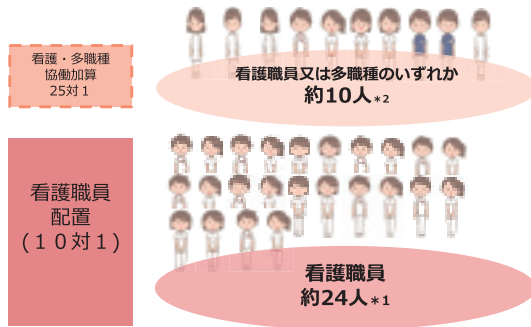 看護・多職種
協働加算
25対１
看護職員又は多職種のいずれか
約10人＊2
看護職員
配置
(１０対１)
看護職員
約24人＊1